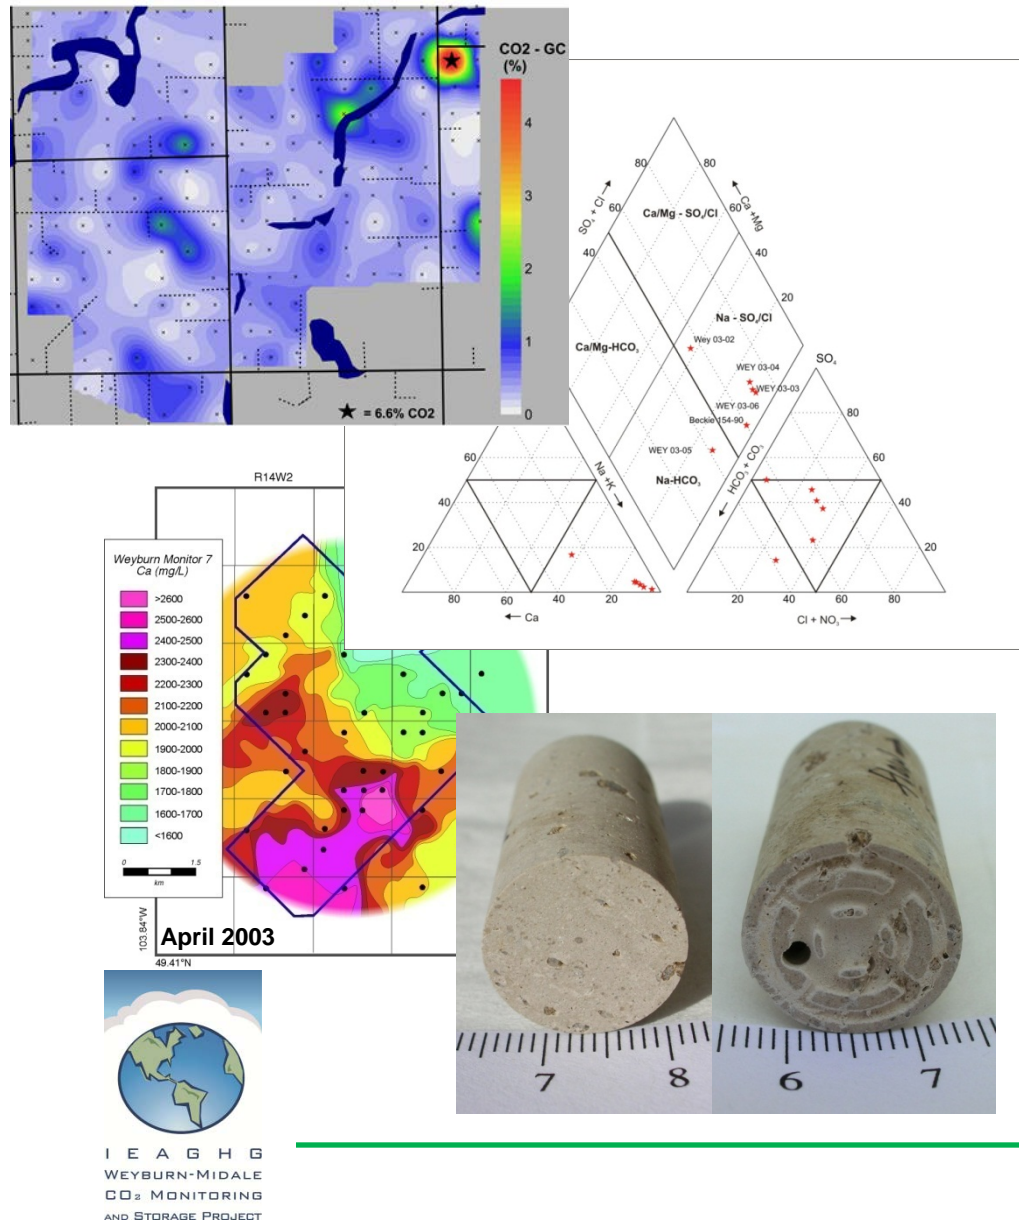 CO2 - GC
(%)
4
3
2
1
0
★ = 6.6% CO2
80
80
60
60
40
40
20
SO₄ + Cl
Ca +Mg
Ca/Mg - SO₄/Cl
Na - SO₄/Cl
Ca/Mg-HCO₃
Na-HCO₃
Wey 03-02
WEY 03-04
WEY 03-03
WEY 03-06
Beckie 154-90
WEY 03-05
Na +K
HCO₃ + CO₃
SO₄
80
60
60
40
40
20
20
60
40
20
80
60
40
20
20
40
60
80
← Ca
Cl + NO₃→
R14W2
Weyburn Monitor 7
Ca (mg/L)
>2600
2500-2600
2400-2500
2300-2400
2200-2300
2100-2200
2000-2100
1900-2000
1800-1900
1700-1800
1600-1700
<1600
0 1.5
km
103.84°W
April 2003
49.41°N
7 8
6 7
IEAGHG
WEYBURN-MIDALE
CO₂ MONITORING
AND STORAGE PROJECT